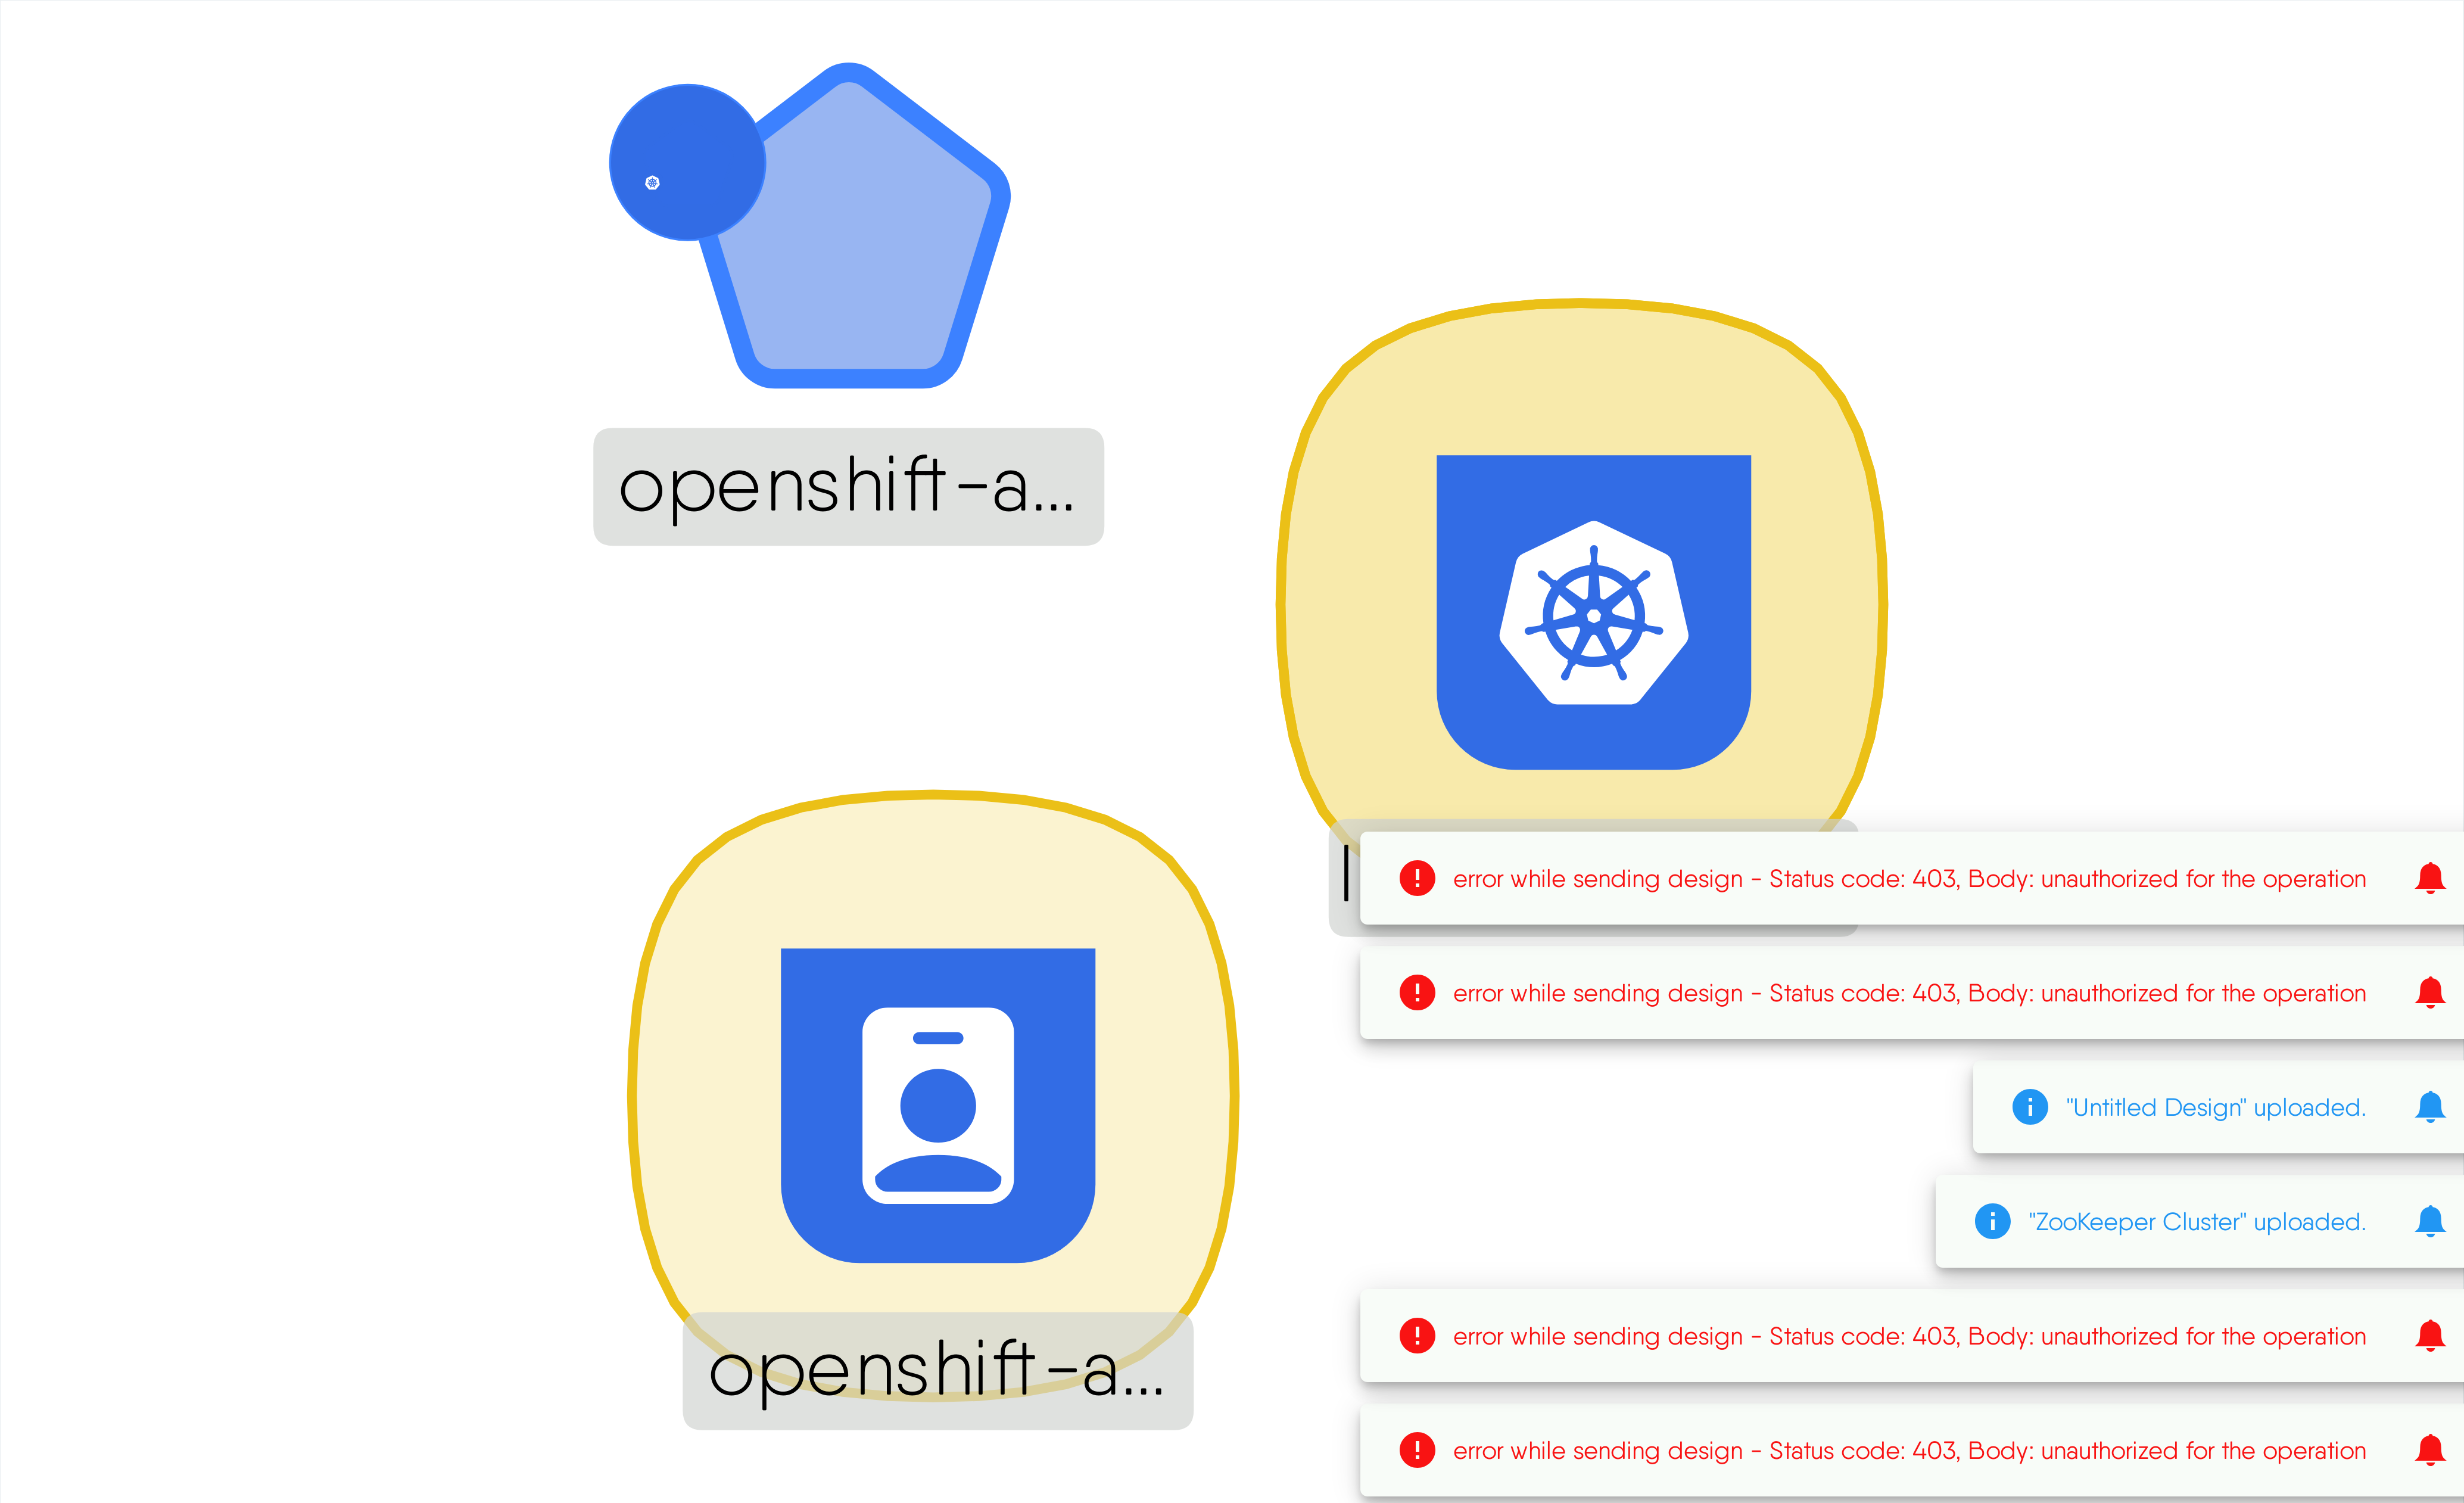 openshift-a...
error while sending design - Status code: 403, Body: unauthorized for the operation
error while sending design - Status code: 403, Body: unauthorized for the operation
"Untitled Design" uploaded.
"ZooKeeper Cluster" uploaded.
error while sending design - Status code: 403, Body: unauthorized for the operation
openshift-a...
error while sending design - Status code: 403, Body: unauthorized for the operation